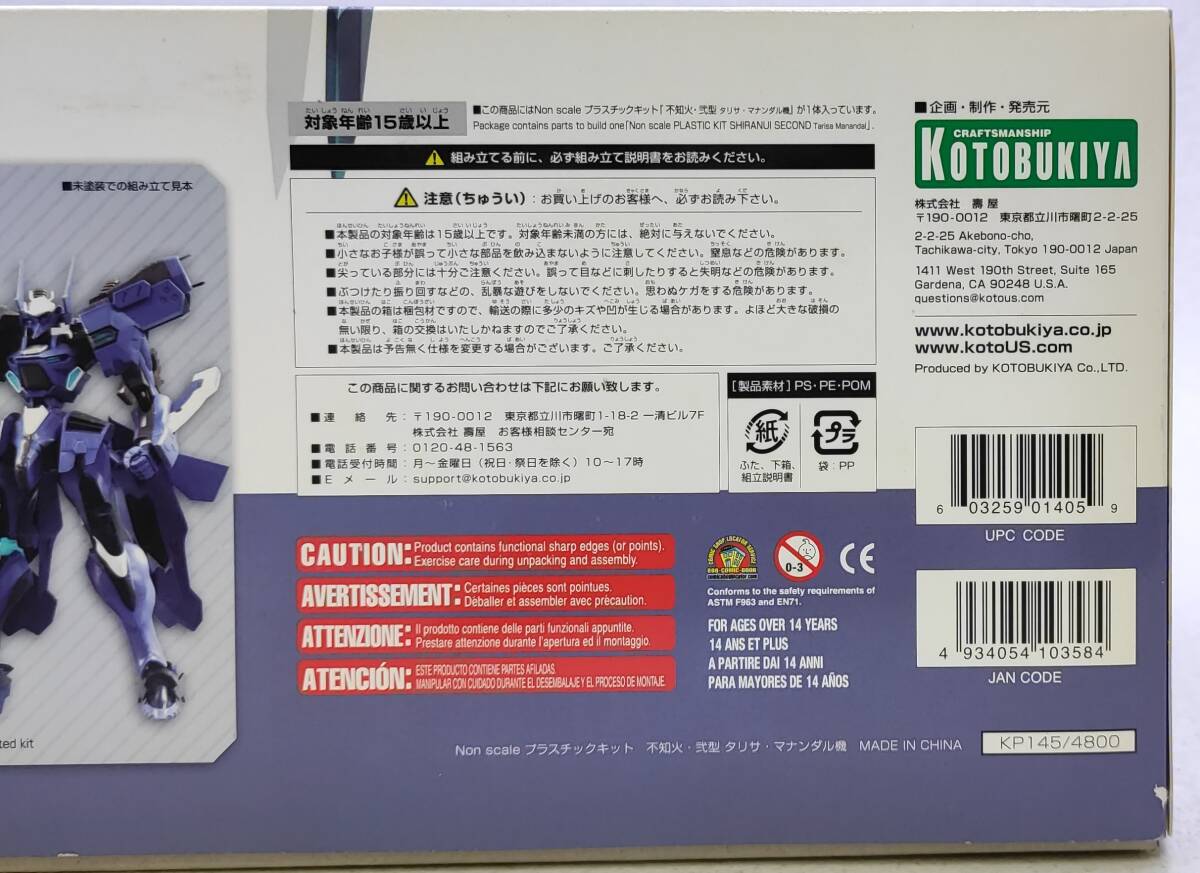 ■未塗装での組み立て見本
ted kit
たいしょうねんれい さいいじょう
対象年齢15歳以上
■この商品にはNon scale プラスチックキット「不知火・弐型 タリサ・マナンダル機」が1体入っています。
Package contains parts to build one「Non scale PLASTIC KIT SHIRANUI SECOND Tarisa Manandal」.
組み立てる前に、必ず組み立て説明書をお読みください。
注意(ちゅうい):お買い上げのお客様へ、必ずお読み下さい。
■本製品の対象年齢は15歳以上です。対象年齢未満の方には、絶対に与えないでください。
■小さなお子様が誤って小さな部品を飲み込まないように注意してください。窒息などの危険があります。
■尖っている部分には十分ご注意ください。誤って目などに刺したりすると失明などの危険があります。
■ぶつけたり振り回すなどの、乱暴な遊びをしないでください。思わぬケガをする危険があります。
■本製品の箱は梱包材ですので、輸送の際に多少のキズや凹が生じる場合があります。よほど大きな破損の
無い限り、箱の交換はいたしかねますのでご了承ください。
■本製品は予告無く仕様を変更する場合がございます。ご了承ください。
この商品に関するお問い合わせは下記にお願い致します。
■連絡先:〒190-0012 東京都立川市曙町1-18-2 一清ビル7F
株式会社 壽屋 お客様相談センター宛
■電話番号:0120-48-1563
■電話受付時間:月〜金曜日(祝日・祭日を除く)10〜17時
■Eメール:support@kotobukiya.co.jp
[製品素材] PS・PE・POM
紙
プラ
ふた、下箱、
組立説明書
袋:PP
■企画・制作・発売元
CRAFTSMANSHIP
KOTOBUKIYA
株式会社 壽屋
〒190-0012 東京都立川市曙町2-2-25
2-2-25 Akebono-cho,
Tachikawa-city, Tokyo 190-0012 Japan
1411 West 190th Street, Suite 165
Gardena, CA 90248 U.S.A.
questions@kotous.com
www.kotobukiya.co.jp
www.kotoUS.com
Produced by KOTOBUKIYA Co.,LTD.
6 03259 01405 9
UPC CODE
4 934054 103584
JAN CODE
CAUTION: Product contains functional sharp edges (or points).
Exercise care during unpacking and assembly.
AVERTISSEMENT: Certaines pièces sont pointues.
Déballer et assembler avec précaution.
ATTENZIONE: Il prodotto contiene delle parti funzionali appuntite.
Prestare attenzione durante l'apertura ed il montaggio.
ATENCIÓN: ESTE PRODUCTO CONTIENE PARTES AFILADAS.
MANIPULAR CON CUIDADO DURANTE EL DESEMBALAJE Y EL PROCESO DE MONTAJE.
COMIC SHOP LOCATOR SERVICE
888-COMIC-BOOK
0-3
CE
Conforms to the safety requirements of
ASTM F963 and EN71.
FOR AGES OVER 14 YEARS
14 ANS ET PLUS
A PARTIRE DAI 14 ANNI
PARA MAYORES DE 14 AÑOS
Non scale プラスチックキット 不知火・弐型 タリサ・マナンダル機 MADE IN CHINA
KP145/4800